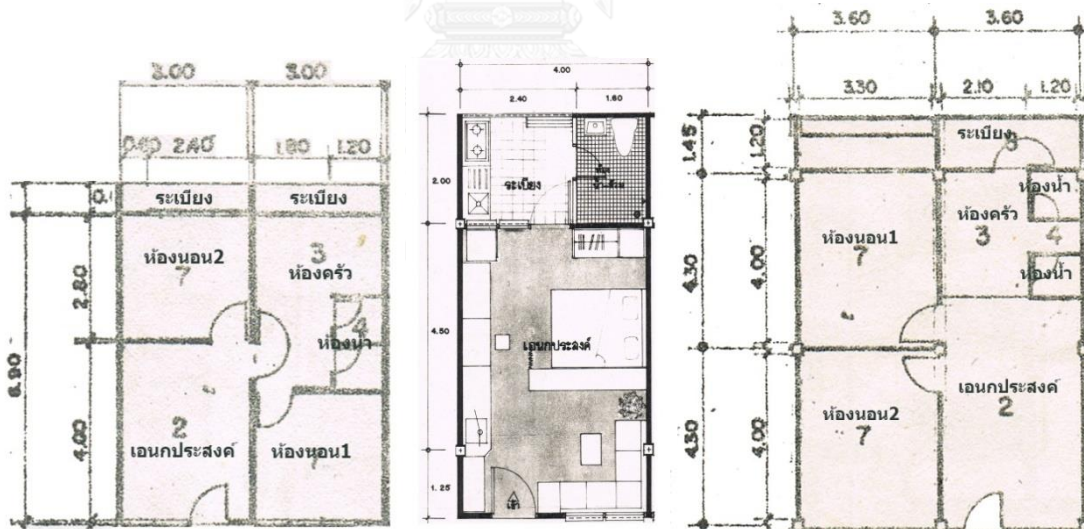 3.00 3.00
0.60 2.40 1.80 1.20
ระเบียง ระเบียง
ห้องนอน2
7
3
ห้องครัว
2.80
4
ห้องน้ำ
6.90
4.00
2
เอนกประสงค์
ห้องนอน1
7
4.00
2.40 1.60
2.00
ระเบียง
4.50
เอนกประสงค์
1.25
เข้า
3.60 3.60
3.30 2.10 1.20
1.45 1.20
ระเบียง
ห้องน้ำ
ห้องครัว
3
4
ห้องน้ำ
ห้องนอน1
7
4.30 4.00
เอนกประสงค์
2
ห้องนอน2
7
4.30 4.00